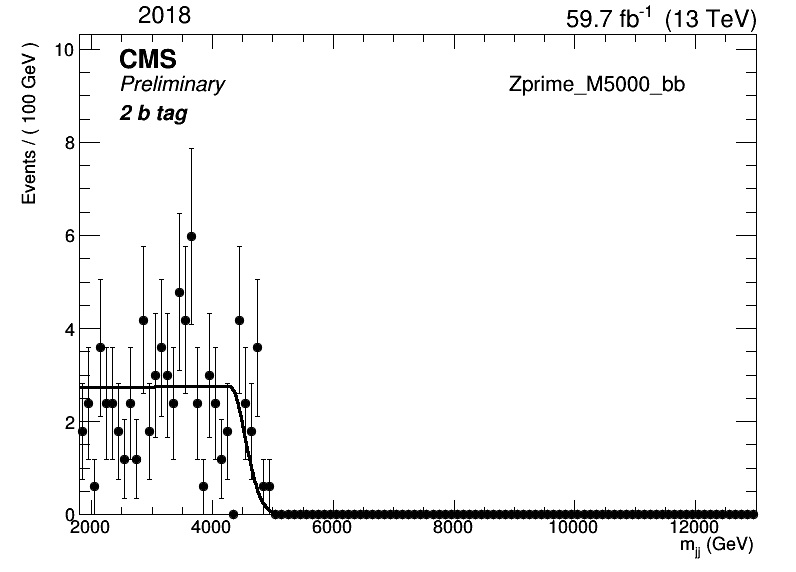 2018
59.7 fb⁻¹ (13 TeV)
CMS
Preliminary
2 b tag
Zprime_M5000_bb
Events / ( 100 GeV )
10
8
6
4
2
0
2000 4000 6000 8000 10000 12000
m_jj (GeV)